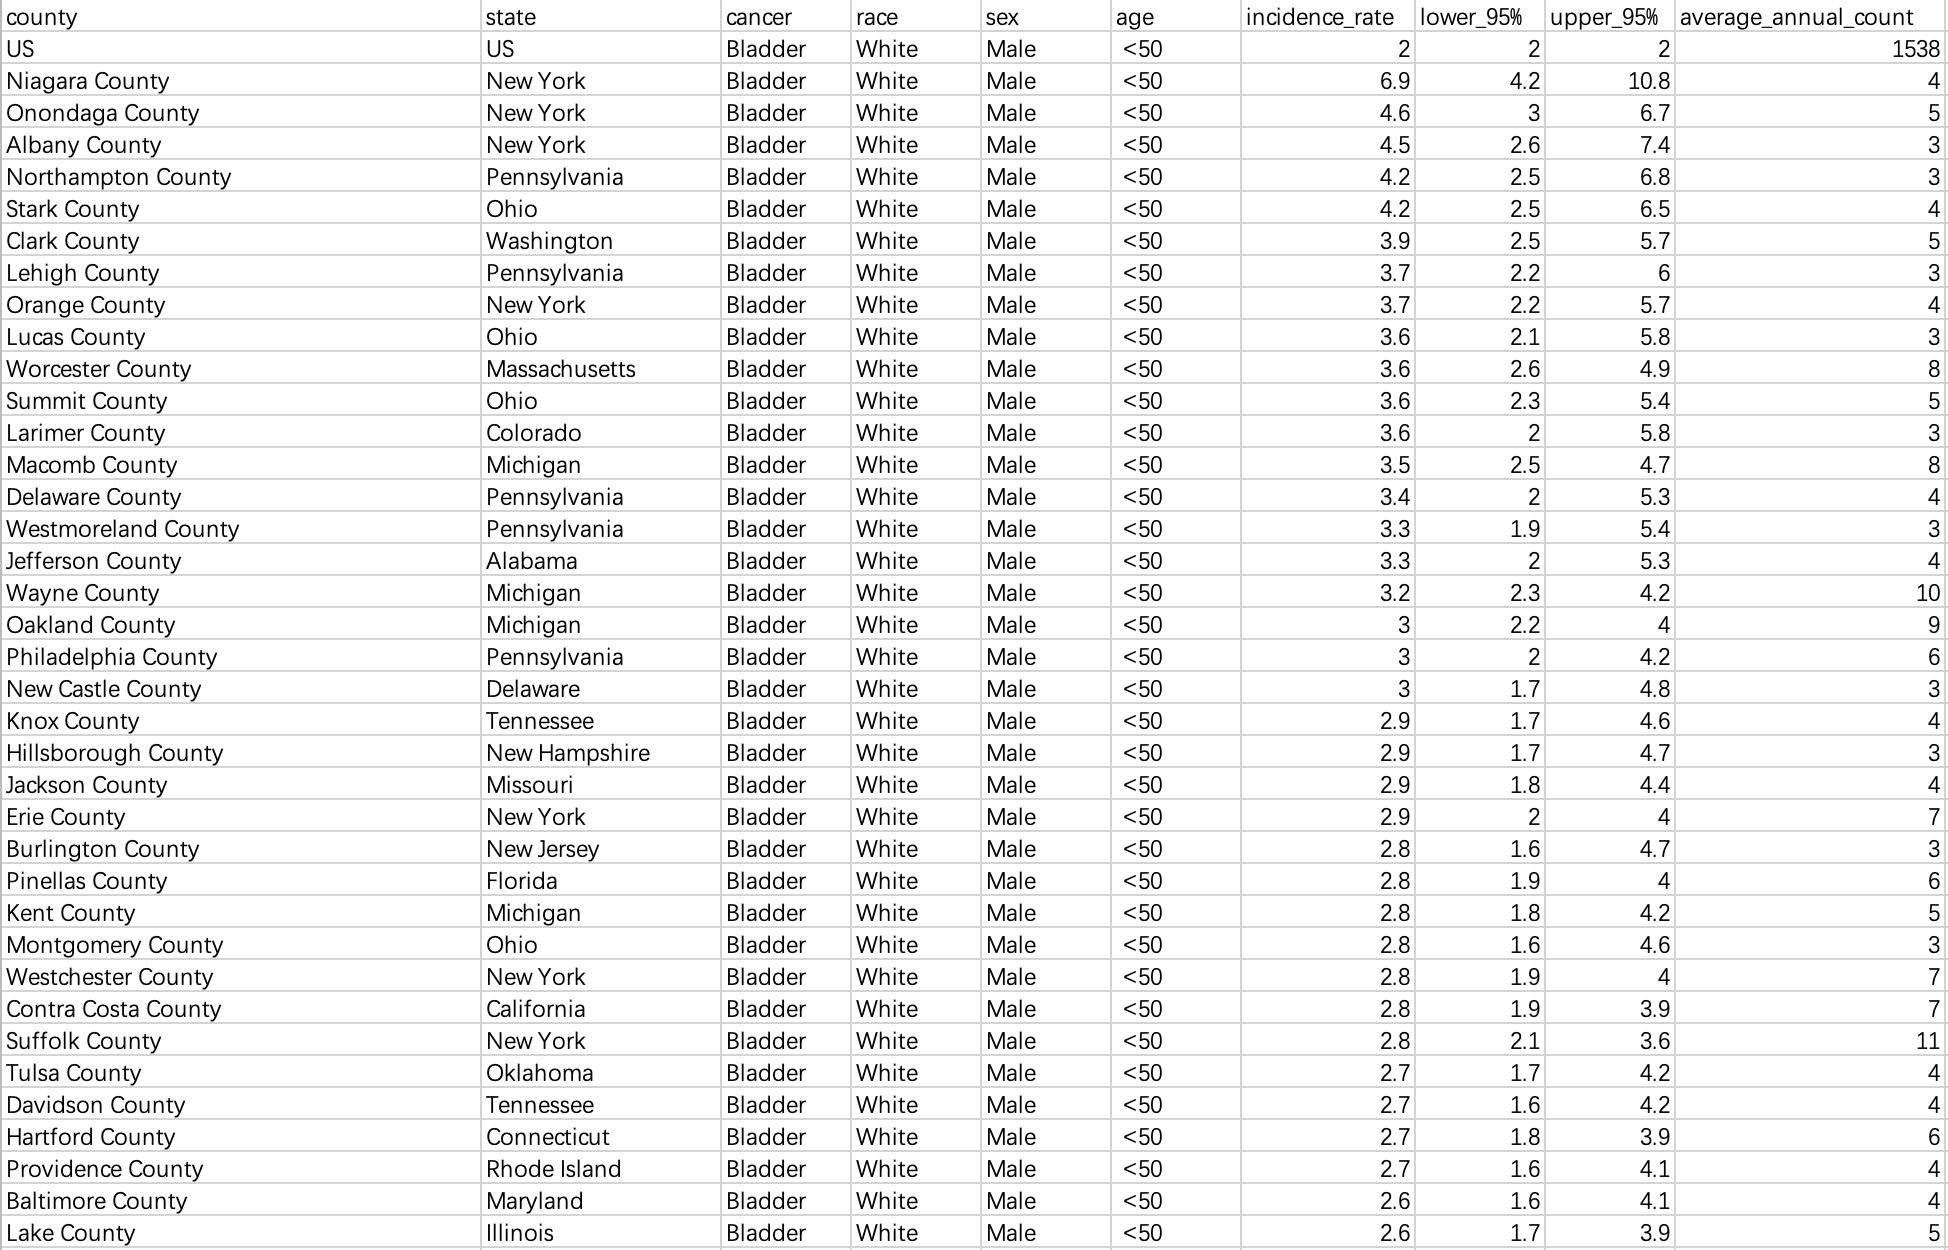 county state cancer race sex age incidence_rate lower_95% upper_95% average_annual_count
US US Bladder White Male <50 2 2 2 1538
Niagara County New York Bladder White Male <50 6.9 4.2 10.8 4
Onondaga County New York Bladder White Male <50 4.6 3 6.7 5
Albany County New York Bladder White Male <50 4.5 2.6 7.4 3
Northampton County Pennsylvania Bladder White Male <50 4.2 2.5 6.8 3
Stark County Ohio Bladder White Male <50 4.2 2.5 6.5 4
Clark County Washington Bladder White Male <50 3.9 2.5 5.7 5
Lehigh County Pennsylvania Bladder White Male <50 3.7 2.2 6 3
Orange County New York Bladder White Male <50 3.7 2.2 5.7 4
Lucas County Ohio Bladder White Male <50 3.6 2.1 5.8 3
Worcester County Massachusetts Bladder White Male <50 3.6 2.6 4.9 8
Summit County Ohio Bladder White Male <50 3.6 2.3 5.4 5
Larimer County Colorado Bladder White Male <50 3.6 2 5.8 3
Macomb County Michigan Bladder White Male <50 3.5 2.5 4.7 8
Delaware County Pennsylvania Bladder White Male <50 3.4 2 5.3 4
Westmoreland County Pennsylvania Bladder White Male <50 3.3 1.9 5.4 3
Jefferson County Alabama Bladder White Male <50 3.3 2 5.3 4
Wayne County Michigan Bladder White Male <50 3.2 2.3 4.2 10
Oakland County Michigan Bladder White Male <50 3 2.2 4 9
Philadelphia County Pennsylvania Bladder White Male <50 3 2 4.2 6
New Castle County Delaware Bladder White Male <50 3 1.7 4.8 3
Knox County Tennessee Bladder White Male <50 2.9 1.7 4.6 4
Hillsborough County New Hampshire Bladder White Male <50 2.9 1.7 4.7 3
Jackson County Missouri Bladder White Male <50 2.9 1.8 4.4 4
Erie County New York Bladder White Male <50 2.9 2 4 7
Burlington County New Jersey Bladder White Male <50 2.8 1.6 4.7 3
Pinellas County Florida Bladder White Male <50 2.8 1.9 4 6
Kent County Michigan Bladder White Male <50 2.8 1.8 4.2 5
Montgomery County Ohio Bladder White Male <50 2.8 1.6 4.6 3
Westchester County New York Bladder White Male <50 2.8 1.9 4 7
Contra Costa County California Bladder White Male <50 2.8 1.9 3.9 7
Suffolk County New York Bladder White Male <50 2.8 2.1 3.6 11
Tulsa County Oklahoma Bladder White Male <50 2.7 1.7 4.2 4
Davidson County Tennessee Bladder White Male <50 2.7 1.6 4.2 4
Hartford County Connecticut Bladder White Male <50 2.7 1.8 3.9 6
Providence County Rhode Island Bladder White Male <50 2.7 1.6 4.1 4
Baltimore County Maryland Bladder White Male <50 2.6 1.6 4.1 4
Lake County Illinois Bladder White Male <50 2.6 1.7 3.9 5